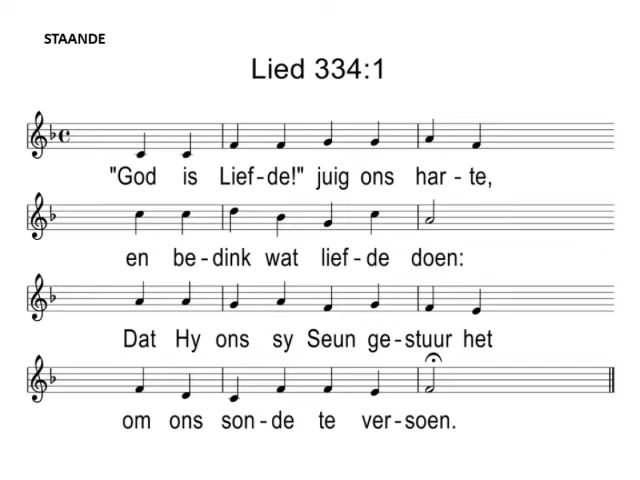 STAANDE
Lied 334:1
"God is Lief-de!" juig ons har-te,
en be-dink wat lief-de doen:
Dat Hy ons sy Seun ge-stuur het
om ons son-de te ver-soen.